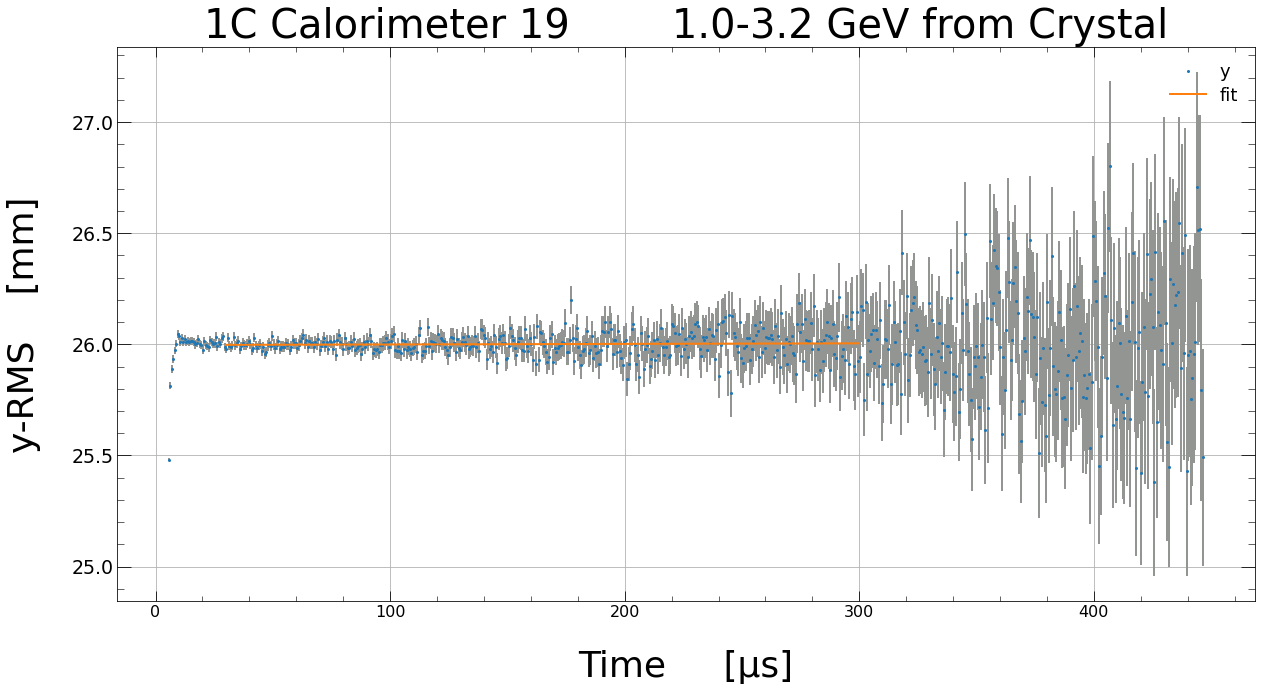 1C Calorimeter 19 1.0-3.2 GeV from Crystal
y
fit
27.0
26.5
26.0
25.5
25.0
y-RMS [mm]
0 100 200 300 400
Time [μs]